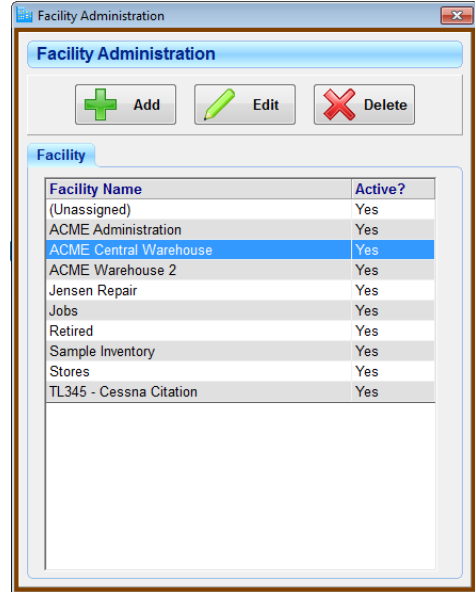 Facility Administration
Facility Administration
Add Edit Delete
Facility
Facility Name Active?
(Unassigned) Yes
ACME Administration Yes
ACME Central Warehouse Yes
ACME Warehouse 2 Yes
Jensen Repair Yes
Jobs Yes
Retired Yes
Sample Inventory Yes
Stores Yes
TL345 - Cessna Citation Yes